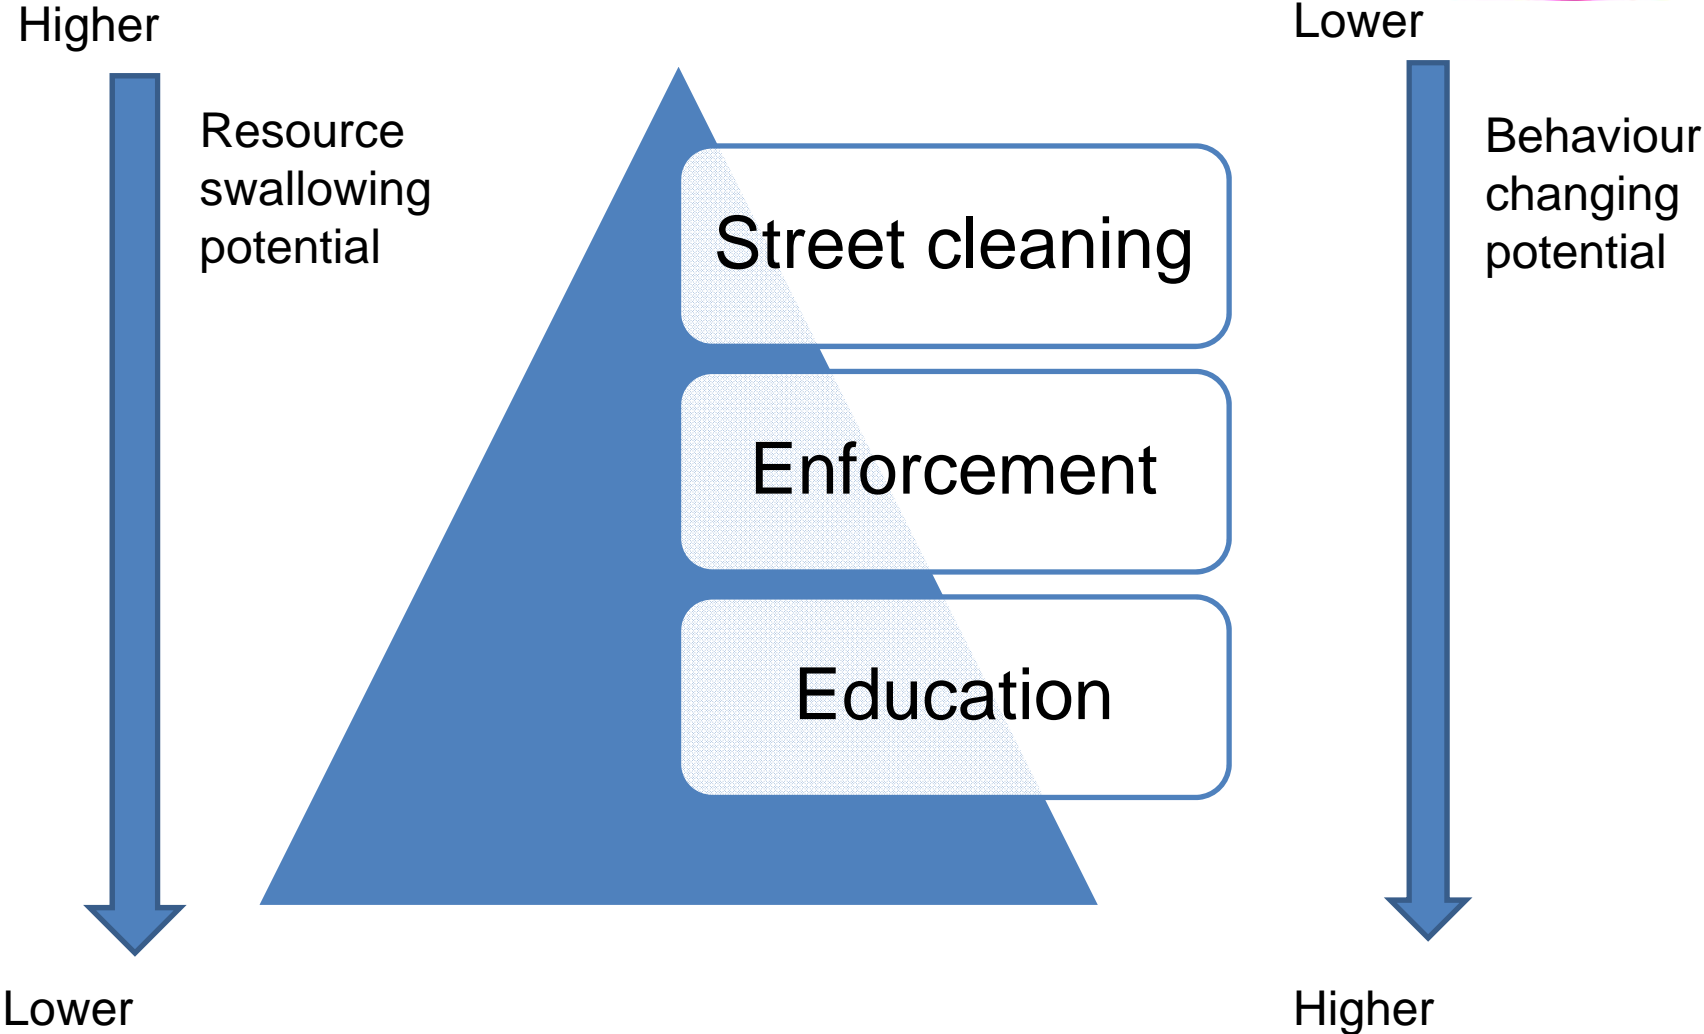 Higher
Lower
Resource
swallowing
potential
Behaviour
changing
potential
Street cleaning
Enforcement
Education
Lower
Higher